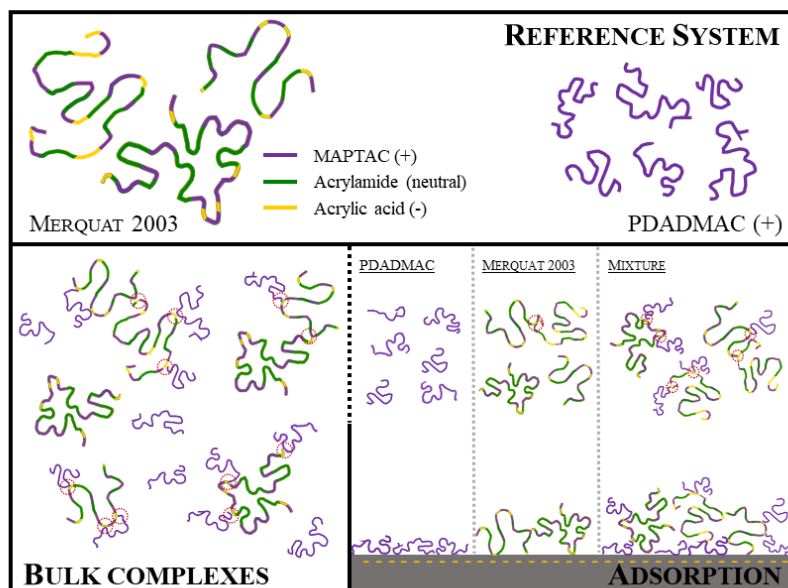 REFERENCE SYSTEM
MAPTAC (+)
Acrylamide (neutral)
Acrylic acid (-)
MERQUAT 2003
PDADMAC (+)
PDADMAC
MERQUAT 2003
MIXTURE
BULK COMPLEXES
ADSORPTION